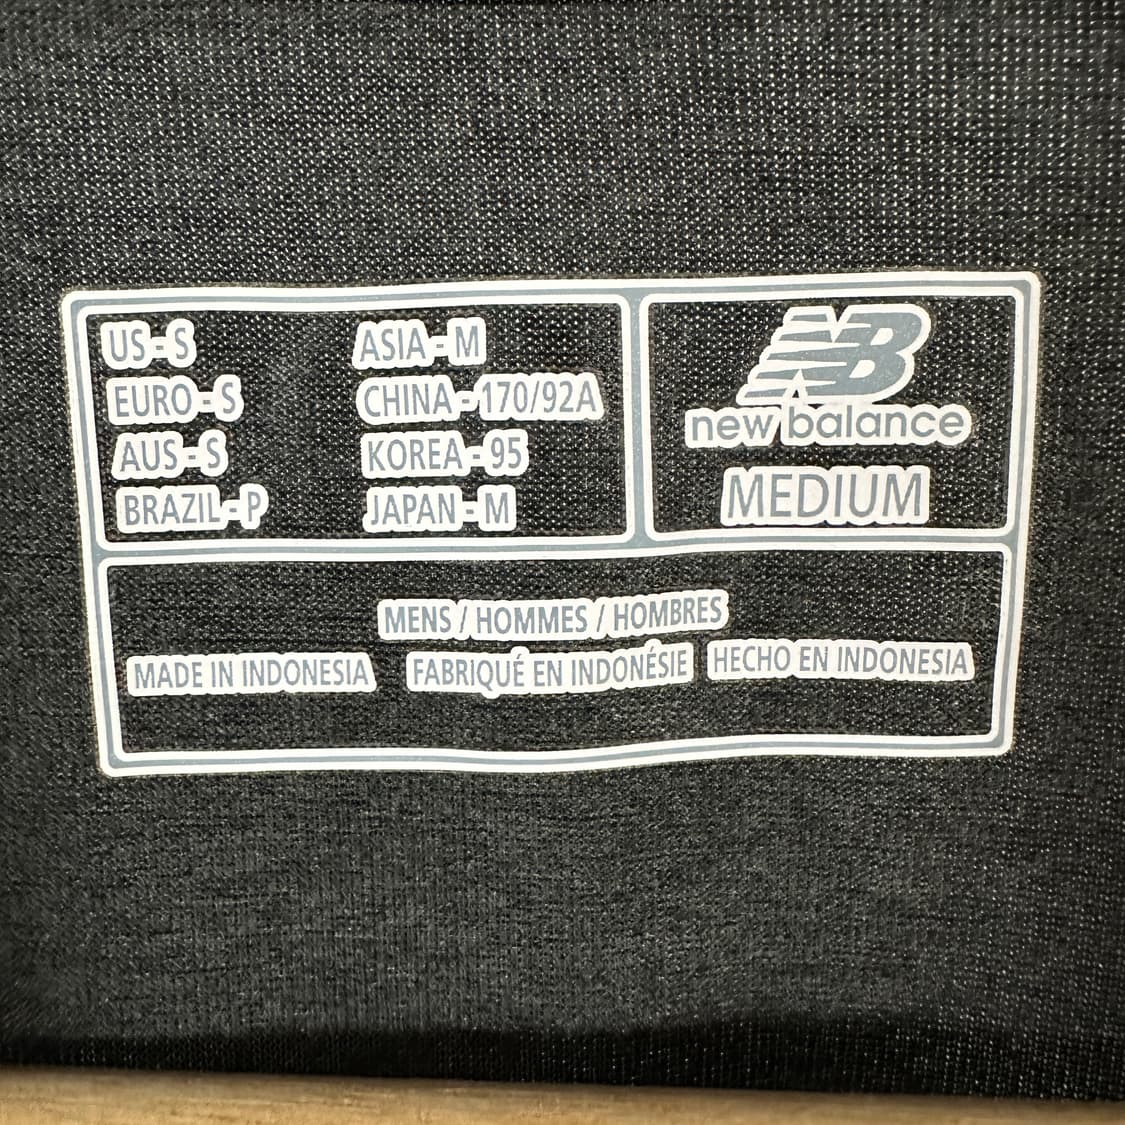 US - S
EURO - S
AUS - S
BRAZIL - P
ASIA - M
CHINA - 170/92A
KOREA - 95
JAPAN - M
NB
new balance
MEDIUM
MENS / HOMMES / HOMBRES
MADE IN INDONESIA FABRIQUÉ EN INDONÉSIE HECHO EN INDONESIA